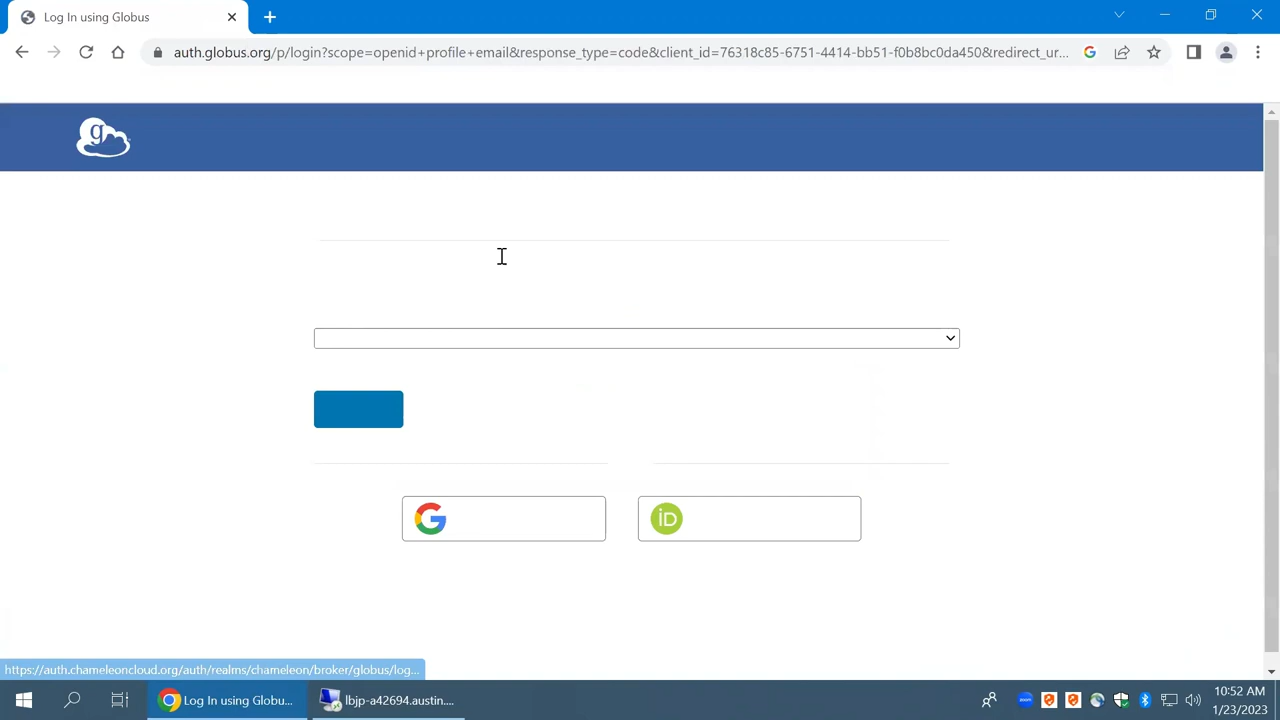 Log In using Globus
auth.globus.org/p/login?scope=openid+profile+email&response_type=code&client_id=76318c85-6751-4414-bb51-f0b8bc0da450&redirect_ur...
g
G
iD
https://auth.chameleoncloud.org/auth/realms/chameleon/broker/globus/log...
Log In using Globu...
lbjp-a42694.austin....
10:52 AM
1/23/2023